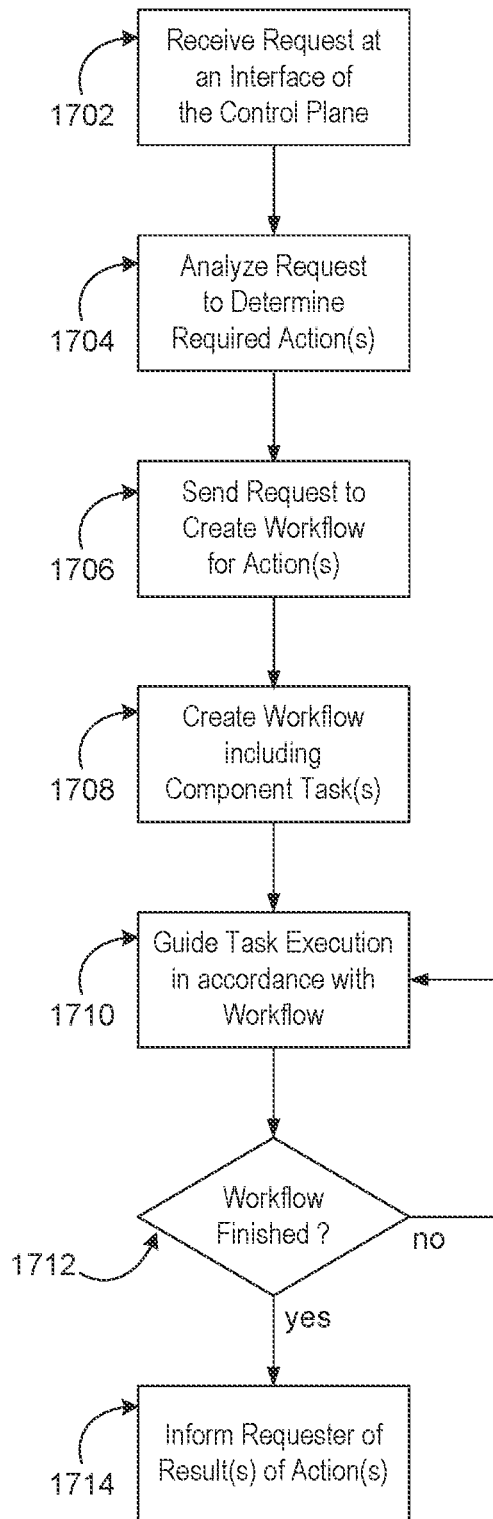 Receive Request at
an Interface of
the Control Plane
1702
Analyze Request
to Determine
Required Action(s)
1704
Send Request to
Create Workflow
for Action(s)
1706
Create Workflow
including
Component Task(s)
1708
Guide Task Execution
in accordance with
Workflow
1710
Workflow
Finished ?
1712
no
yes
Inform Requester of
Result(s) of Action(s)
1714